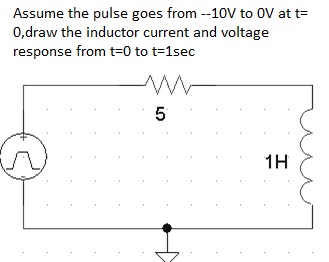 Assume the pulse goes from --10V to 0V at t=
0,draw the inductor current and voltage
response from t=0 to t=1sec
5
1H
+